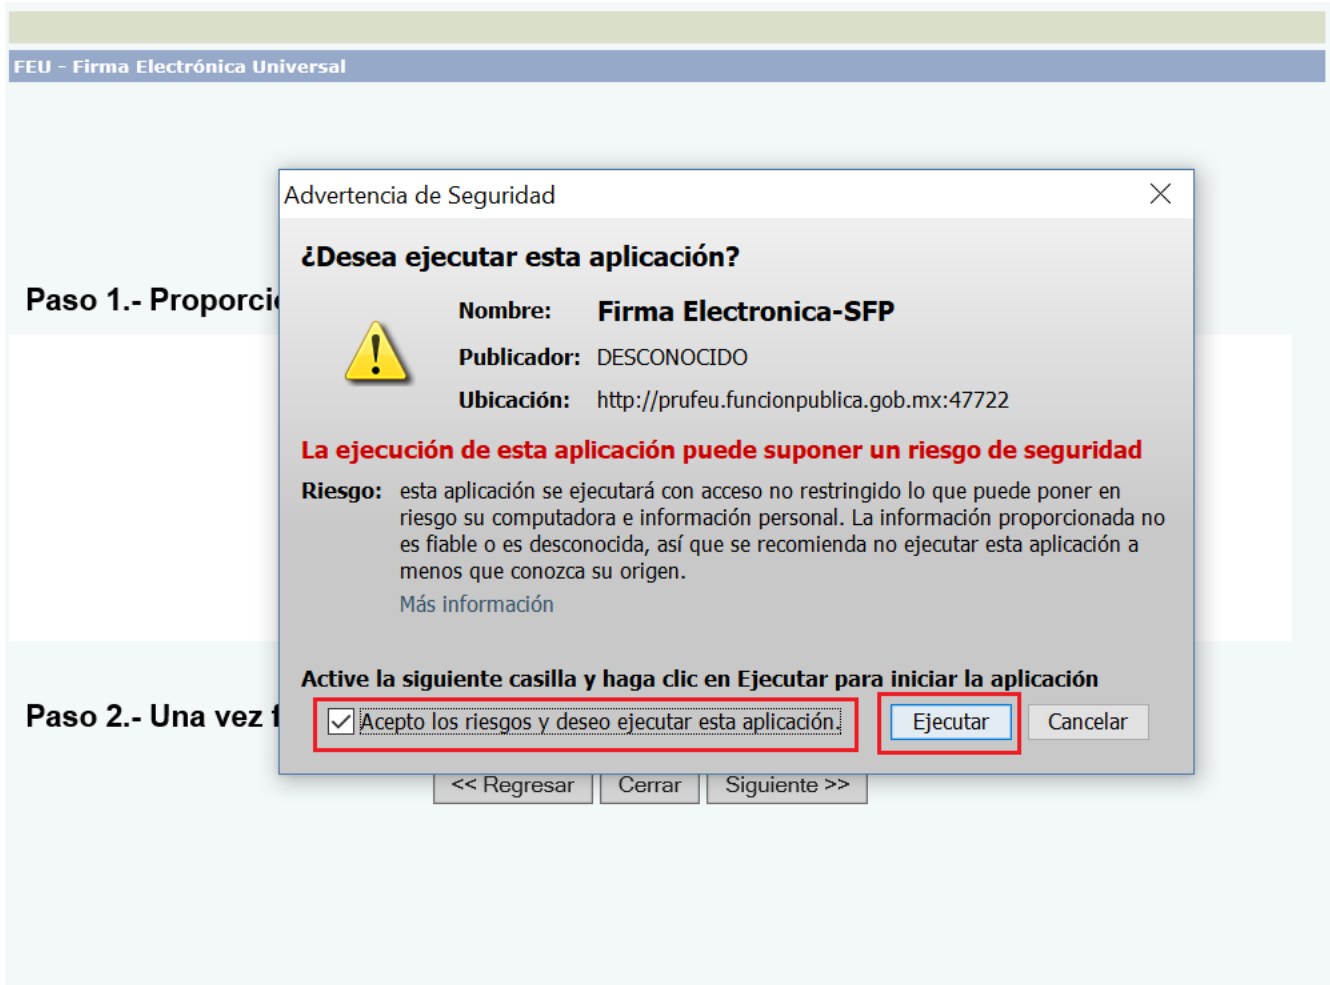 FEU - Firma Electrónica Universal
Advertencia de Seguridad
¿Desea ejecutar esta aplicación?
Paso 1.- Proporci
Nombre: Firma Electronica-SFP
Publicador: DESCONOCIDO
Ubicación: http://prufeu.funcionpublica.gob.mx:47722
La ejecución de esta aplicación puede suponer un riesgo de seguridad
Riesgo: esta aplicación se ejecutará con acceso no restringido lo que puede poner en
riesgo su computadora e información personal. La información proporcionada no
es fiable o es desconocida, así que se recomienda no ejecutar esta aplicación a
menos que conozca su origen.
Más información
Active la siguiente casilla y haga clic en Ejecutar para iniciar la aplicación
Paso 2.- Una vez
Acepto los riesgos y deseo ejecutar esta aplicación.
Ejecutar
Cancelar
<< Regresar
Cerrar
Siguiente >>